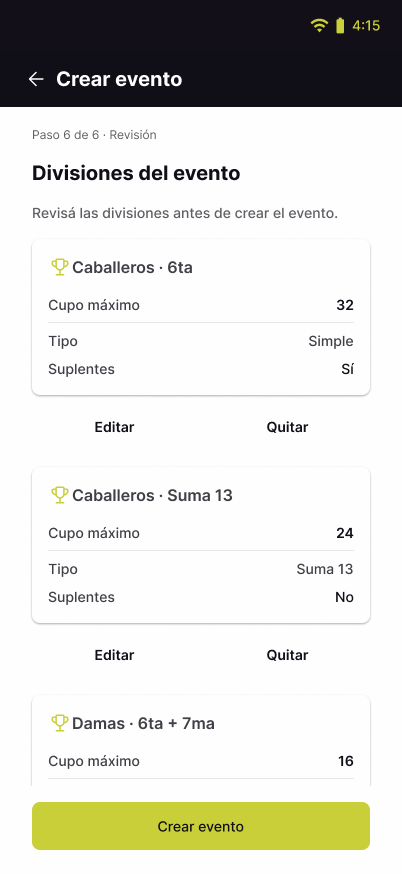 4:15
Crear evento
Paso 6 de 6 · Revisión
Divisiones del evento
Revisá las divisiones antes de crear el evento.
Caballeros · 6ta
Cupo máximo 32
Tipo Simple
Suplentes Sí
Editar Quitar
Caballeros · Suma 13
Cupo máximo 24
Tipo Suma 13
Suplentes No
Editar Quitar
Damas · 6ta + 7ma
Cupo máximo 16
Crear evento